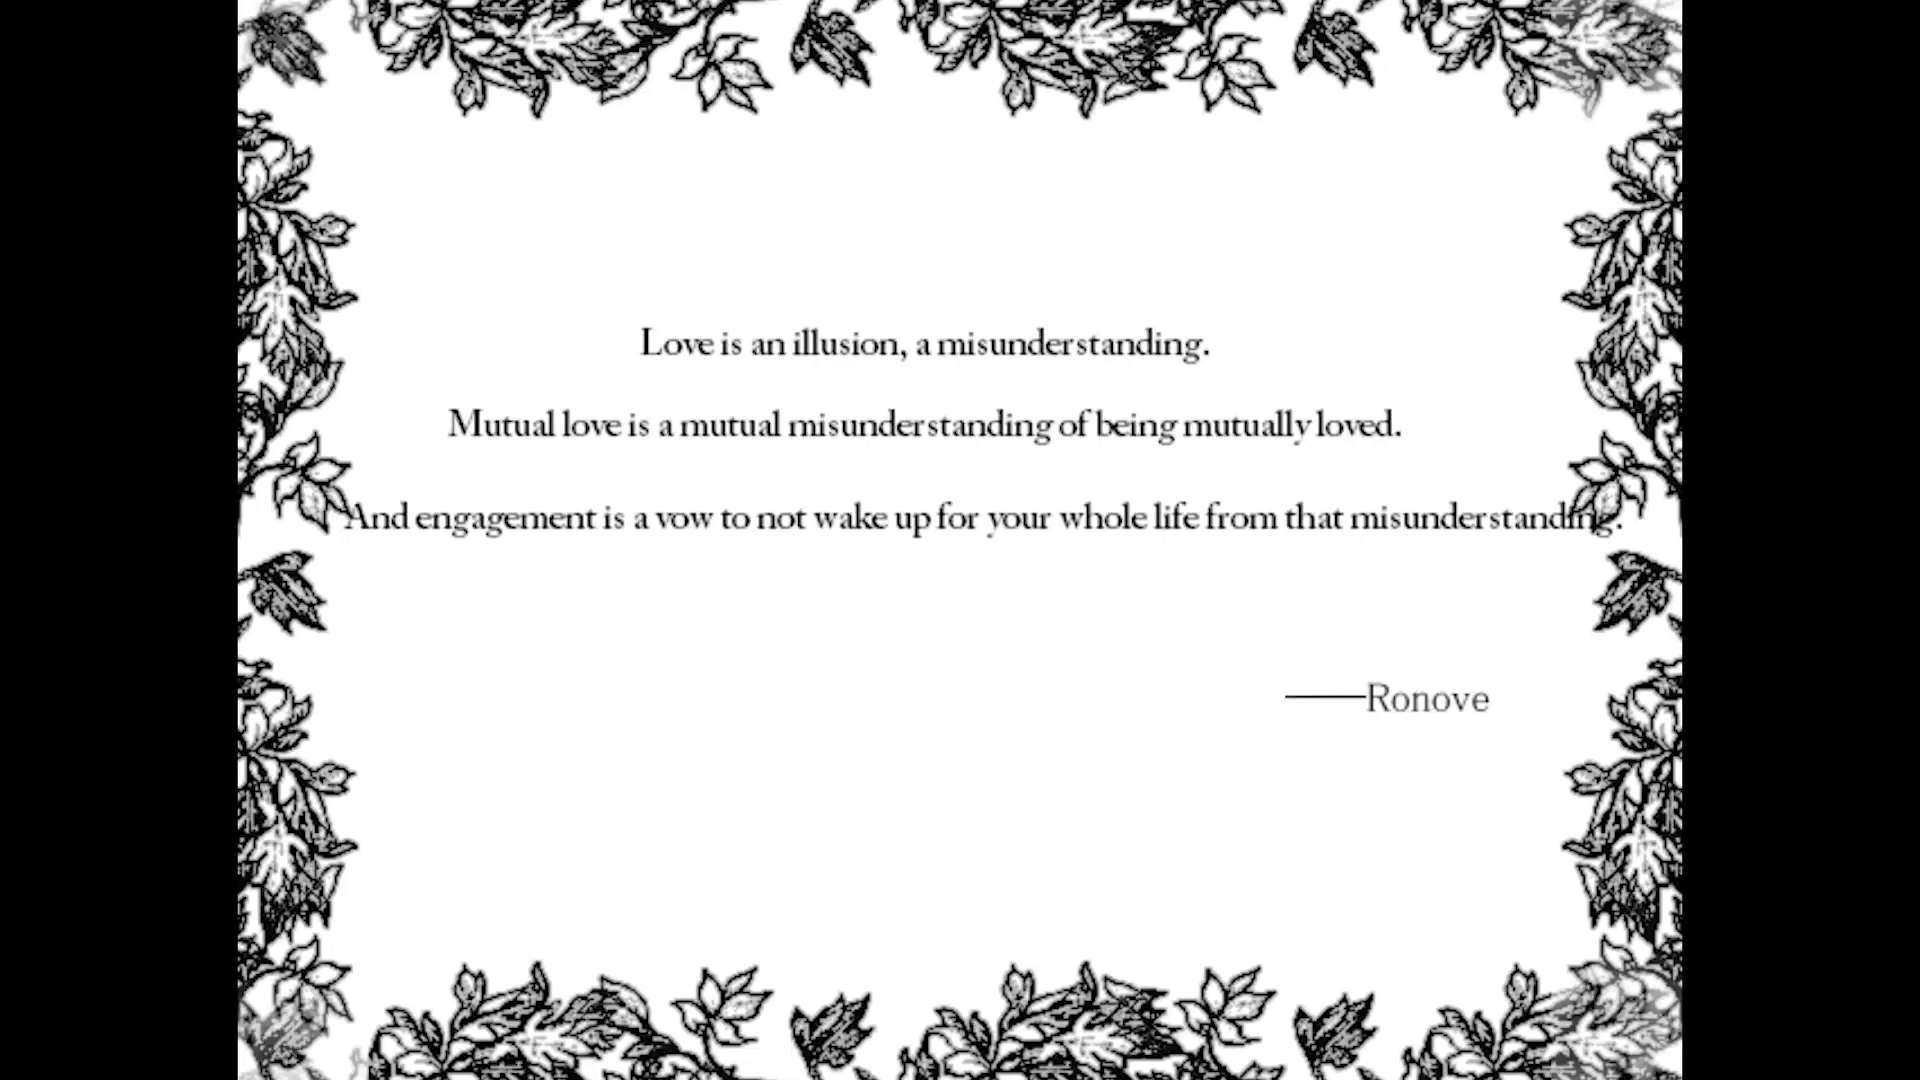 Love is an illusion, a misunderstanding.
Mutual love is a mutual misunderstanding of being mutually loved.
And engagement is a vow to not wake up for your whole life from that misunderstanding.
——Ronove